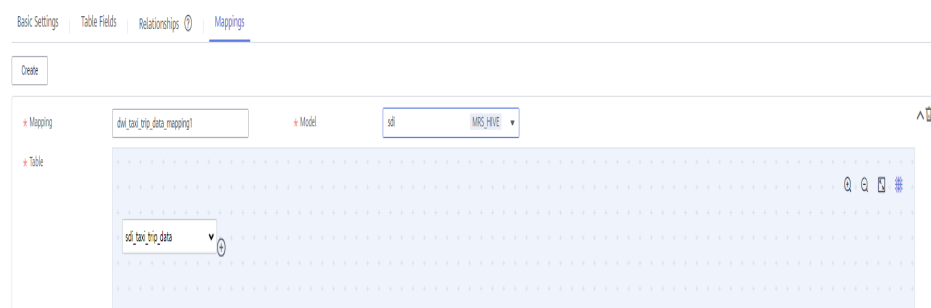 Basic Settings Table Fields Relationships ? Mappings
Create
* Mapping dwi_taxi_trip_data_mapping1 * Model sdi MRS_HIVE
* Table
sdi_taxi_trip_data